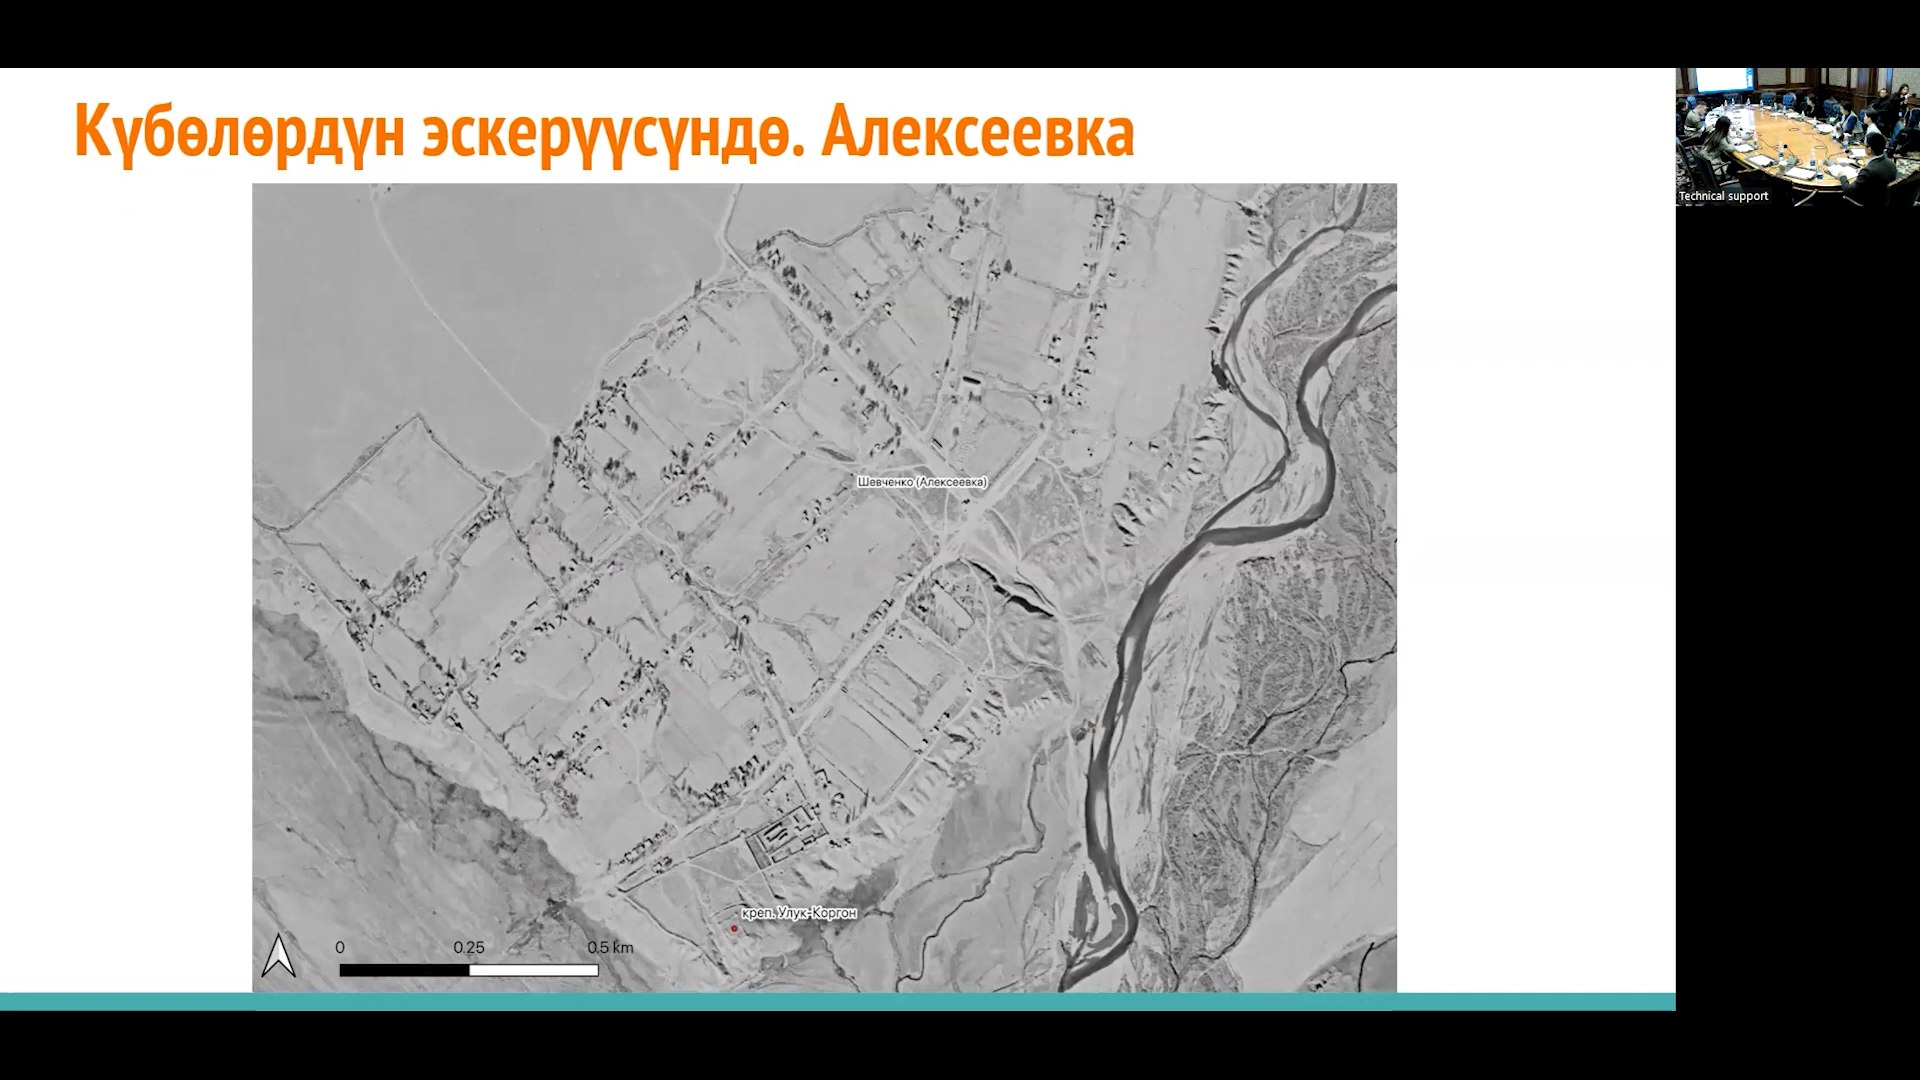 Күбөлөрдүн эскерүүсүндө. Алексеевка
Technical support
Шевченко (Алексеевка)
креп. Улук-Коргон
0 0.25 0.5 km